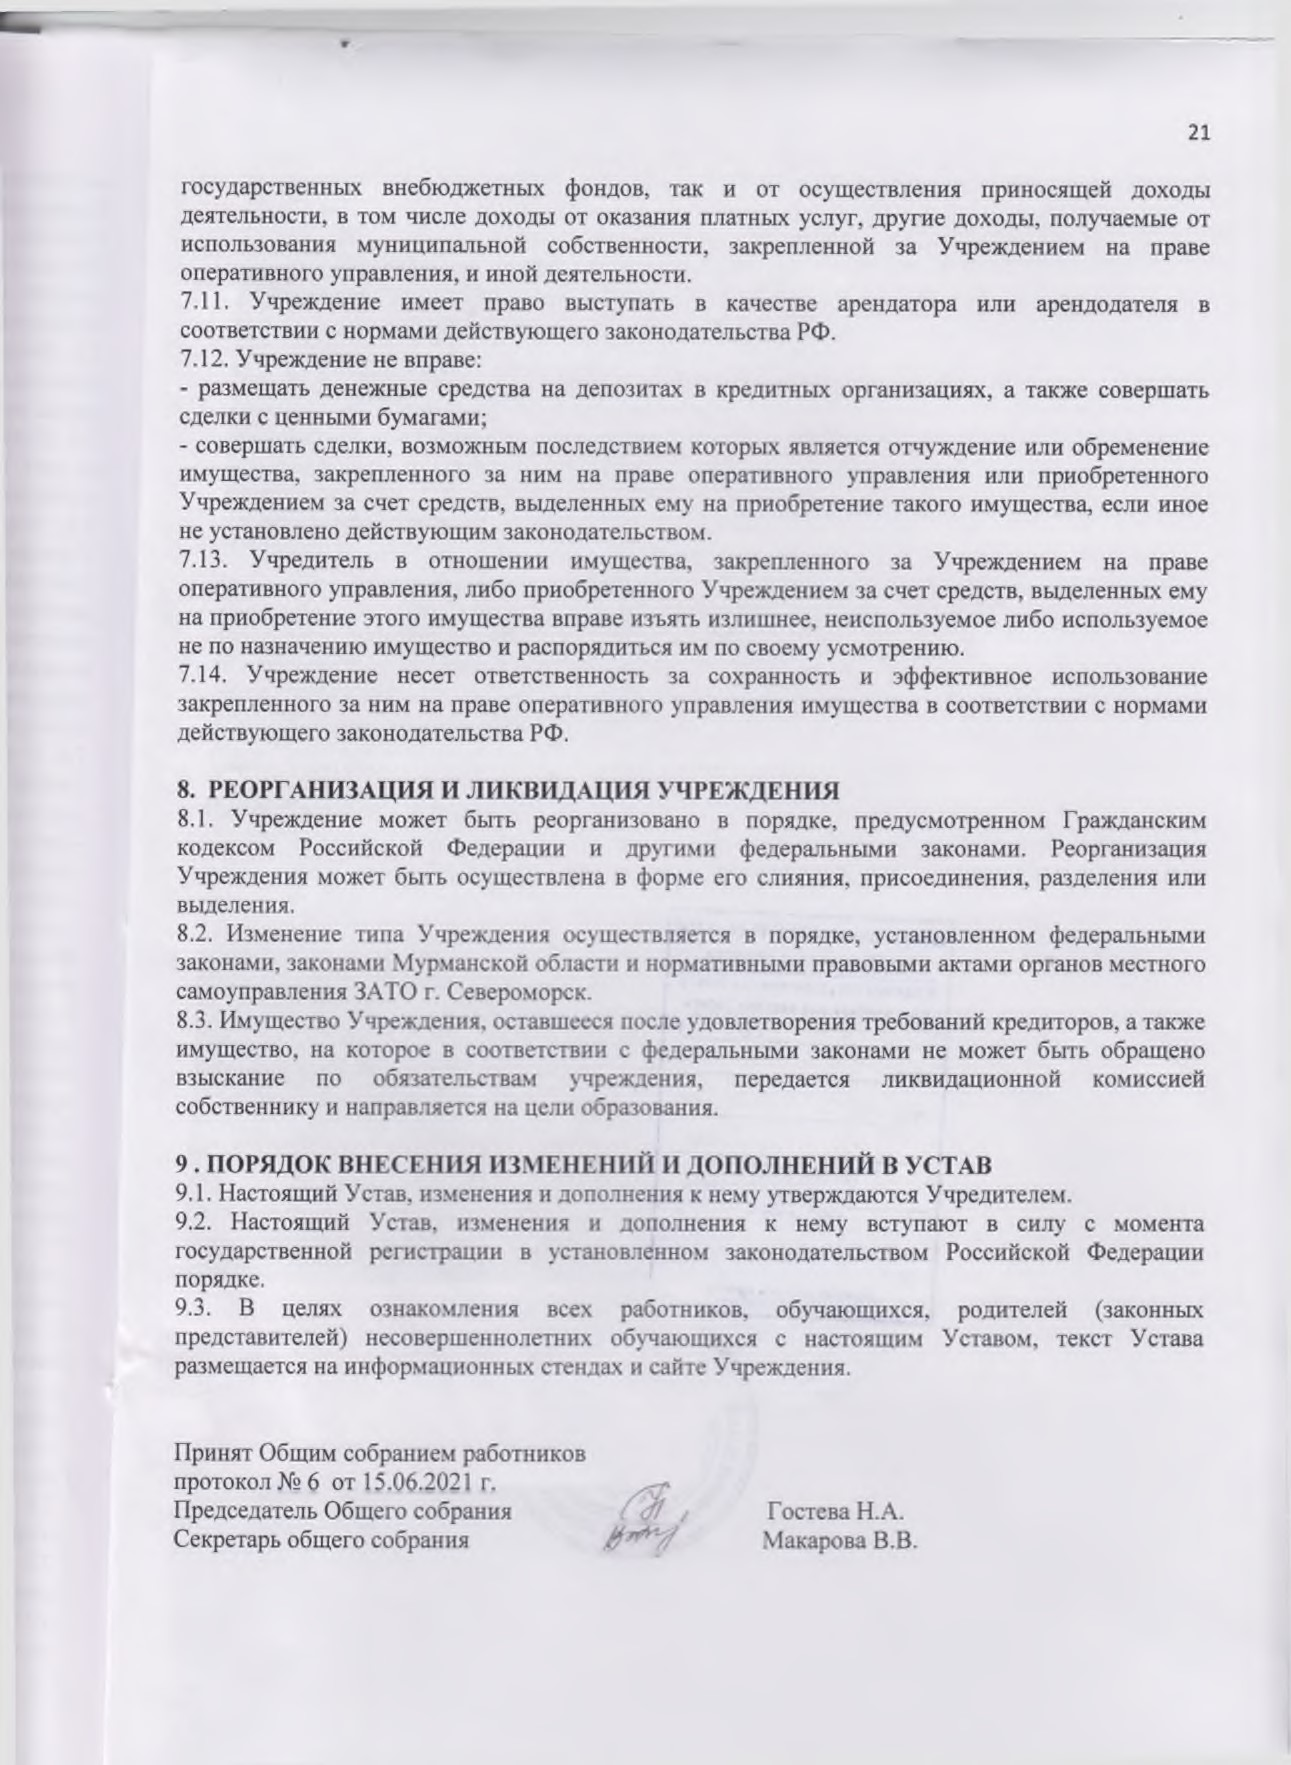 21
государственных внебюджетных фондов, так и от осуществления приносящей доходы
деятельности, в том числе доходы от оказания платных услуг, другие доходы, получаемые от
использования муниципальной собственности, закрепленной за Учреждением на праве
оперативного управления, и иной деятельности.
7.11. Учреждение имеет право выступать в качестве арендатора или арендодателя в
соответствии с нормами действующего законодательства РФ.
7.12. Учреждение не вправе:
- размещать денежные средства на депозитах в кредитных организациях, а также совершать
сделки с ценными бумагами;
- совершать сделки, возможным последствием которых является отчуждение или обременение
имущества, закрепленного за ним на праве оперативного управления или приобретенного
Учреждением за счет средств, выделенных ему на приобретение такого имущества, если иное
не установлено действующим законодательством.
7.13. Учредитель в отношении имущества, закрепленного за Учреждением на праве
оперативного управления, либо приобретенного Учреждением за счет средств, выделенных ему
на приобретение этого имущества вправе изъять излишнее, неиспользуемое либо используемое
не по назначению имущество и распорядиться им по своему усмотрению.
7.14. Учреждение несет ответственность за сохранность и эффективное использование
закрепленного за ним на праве оперативного управления имущества в соответствии с нормами
действующего законодательства РФ.
8. РЕОРГАНИЗАЦИЯ И ЛИКВИДАЦИЯ УЧРЕЖДЕНИЯ
8.1. Учреждение может быть реорганизовано в порядке, предусмотренном Гражданским
кодексом Российской Федерации и другими федеральными законами. Реорганизация
Учреждения может быть осуществлена в форме его слияния, присоединения, разделения или
выделения.
8.2. Изменение типа Учреждения осуществляется в порядке, установленном федеральными
законами, законами Мурманской области и нормативными правовыми актами органов местного
самоуправления ЗАТО г. Североморск.
8.3. Имущество Учреждения, оставшееся после удовлетворения требований кредиторов, а также
имущество, на которое в соответствии с федеральными законами не может быть обращено
взыскание по обязательствам учреждения, передается ликвидационной комиссией
собственнику и направляется на цели образования.
9 . ПОРЯДОК ВНЕСЕНИЯ ИЗМЕНЕНИЙ И ДОПОЛНЕНИЙ В УСТАВ
9.1. Настоящий Устав, изменения и дополнения к нему утверждаются Учредителем.
9.2. Настоящий Устав, изменения и дополнения к нему вступают в силу с момента
государственной регистрации в установленном законодательством Российской Федерации
порядке.
9.3. В целях ознакомления всех работников, обучающихся, родителей (законных
представителей) несовершеннолетних обучающихся с настоящим Уставом, текст Устава
размещается на информационных стендах и сайте Учреждения.
Принят Общим собранием работников
протокол № 6 от 15.06.2021 г.
Председатель Общего собрания Гостева Н.А.
Секретарь общего собрания Макарова В.В.